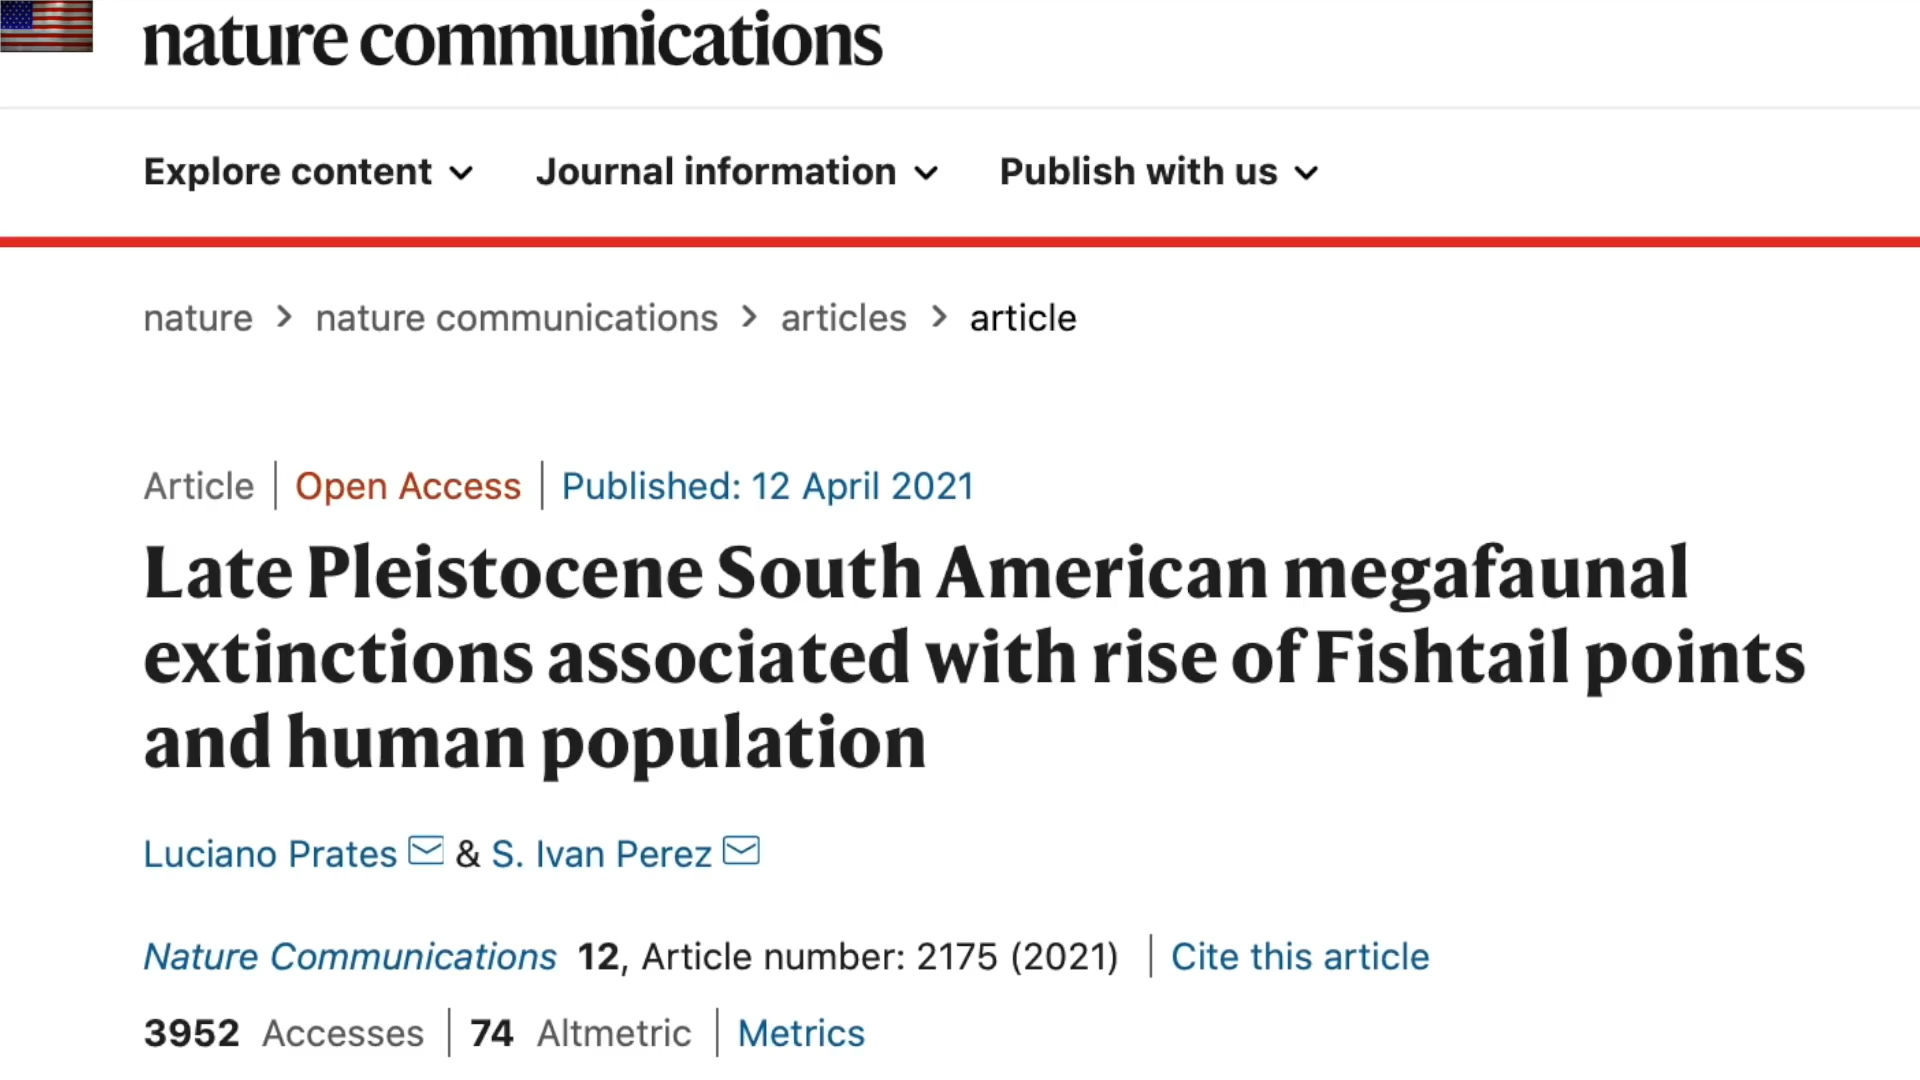 nature communications
Explore content Journal information Publish with us
nature > nature communications > articles > article
Article | Open Access | Published: 12 April 2021
Late Pleistocene South American megafaunal
extinctions associated with rise of Fishtail points
and human population
Luciano Prates & S. Ivan Perez
Nature Communications 12, Article number: 2175 (2021) | Cite this article
3952 Accesses | 74 Altmetric | Metrics